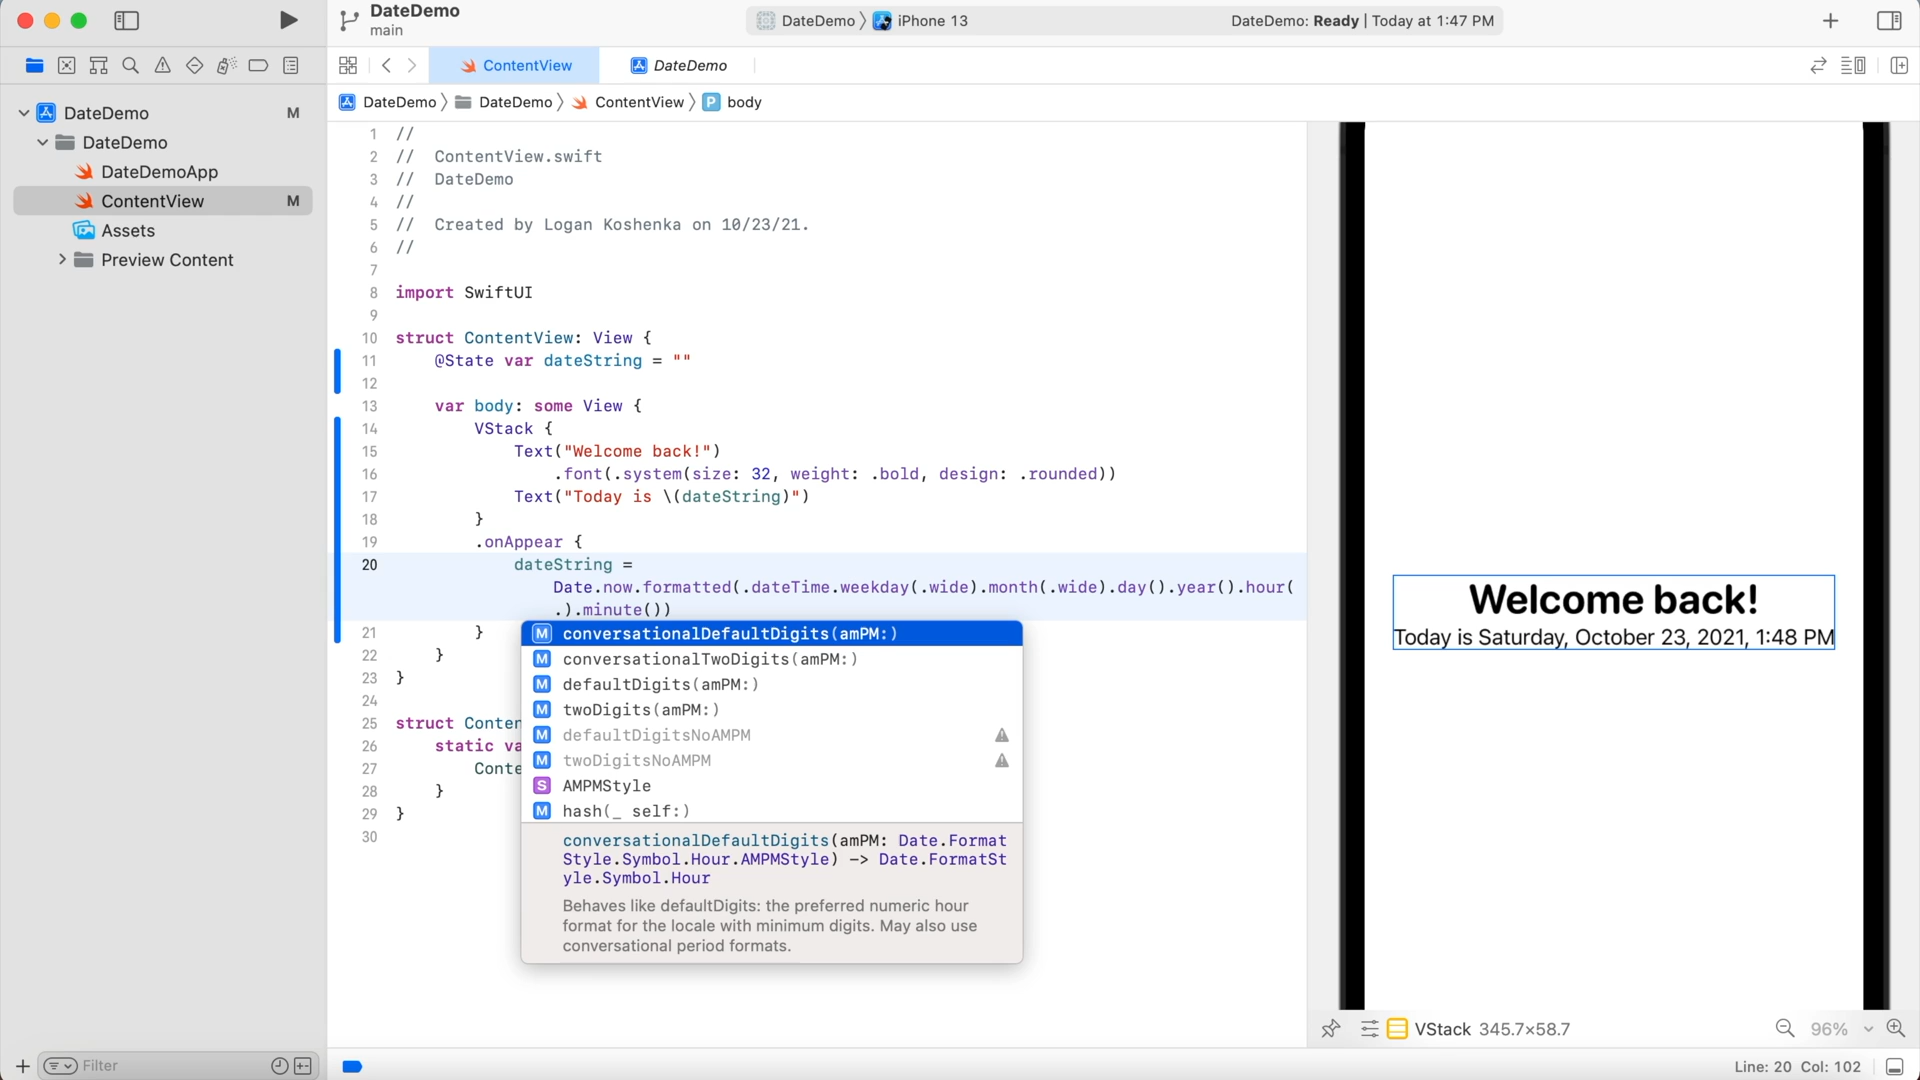 DateDemo
main
DateDemo 〉 iPhone 13
DateDemo: Ready | Today at 1:47 PM
ContentView
DateDemo
DateDemo 〉 DateDemo 〉 ContentView 〉 P body
DateDemo M
DateDemo
DateDemoApp
ContentView M
Assets
Preview Content
1 //
2 //  ContentView.swift
3 //  DateDemo
4 //
5 //  Created by Logan Koshenka on 10/23/21.
6 //
7
8 import SwiftUI
9
10 struct ContentView: View {
11     @State var dateString = ""
12
13     var body: some View {
14         VStack {
15             Text("Welcome back!")
16                 .font(.system(size: 32, weight: .bold, design: .rounded))
17             Text("Today is \(dateString)")
18         }
19         .onAppear {
20             dateString =
Date.now.formatted(.dateTime.weekday(.wide).month(.wide).day().year().hour(
.).minute())
21         }
22     }
23 }
24
25 struct Conten
26     static va
27         Conte
28     }
29 }
30
M conversationalDefaultDigits(amPM:)
M conversationalTwoDigits(amPM:)
M defaultDigits(amPM:)
M twoDigits(amPM:)
M defaultDigitsNoAMPM
M twoDigitsNoAMPM
S AMPMStyle
M hash(_ self:)
conversationalDefaultDigits(amPM: Date.Format
Style.Symbol.Hour.AMPMStyle) -> Date.FormatSt
yle.Symbol.Hour
Behaves like defaultDigits: the preferred numeric hour
format for the locale with minimum digits. May also use
conversational period formats.
Welcome back!
Today is Saturday, October 23, 2021, 1:48 PM
VStack 345.7×58.7
96%
Filter
Line: 20 Col: 102